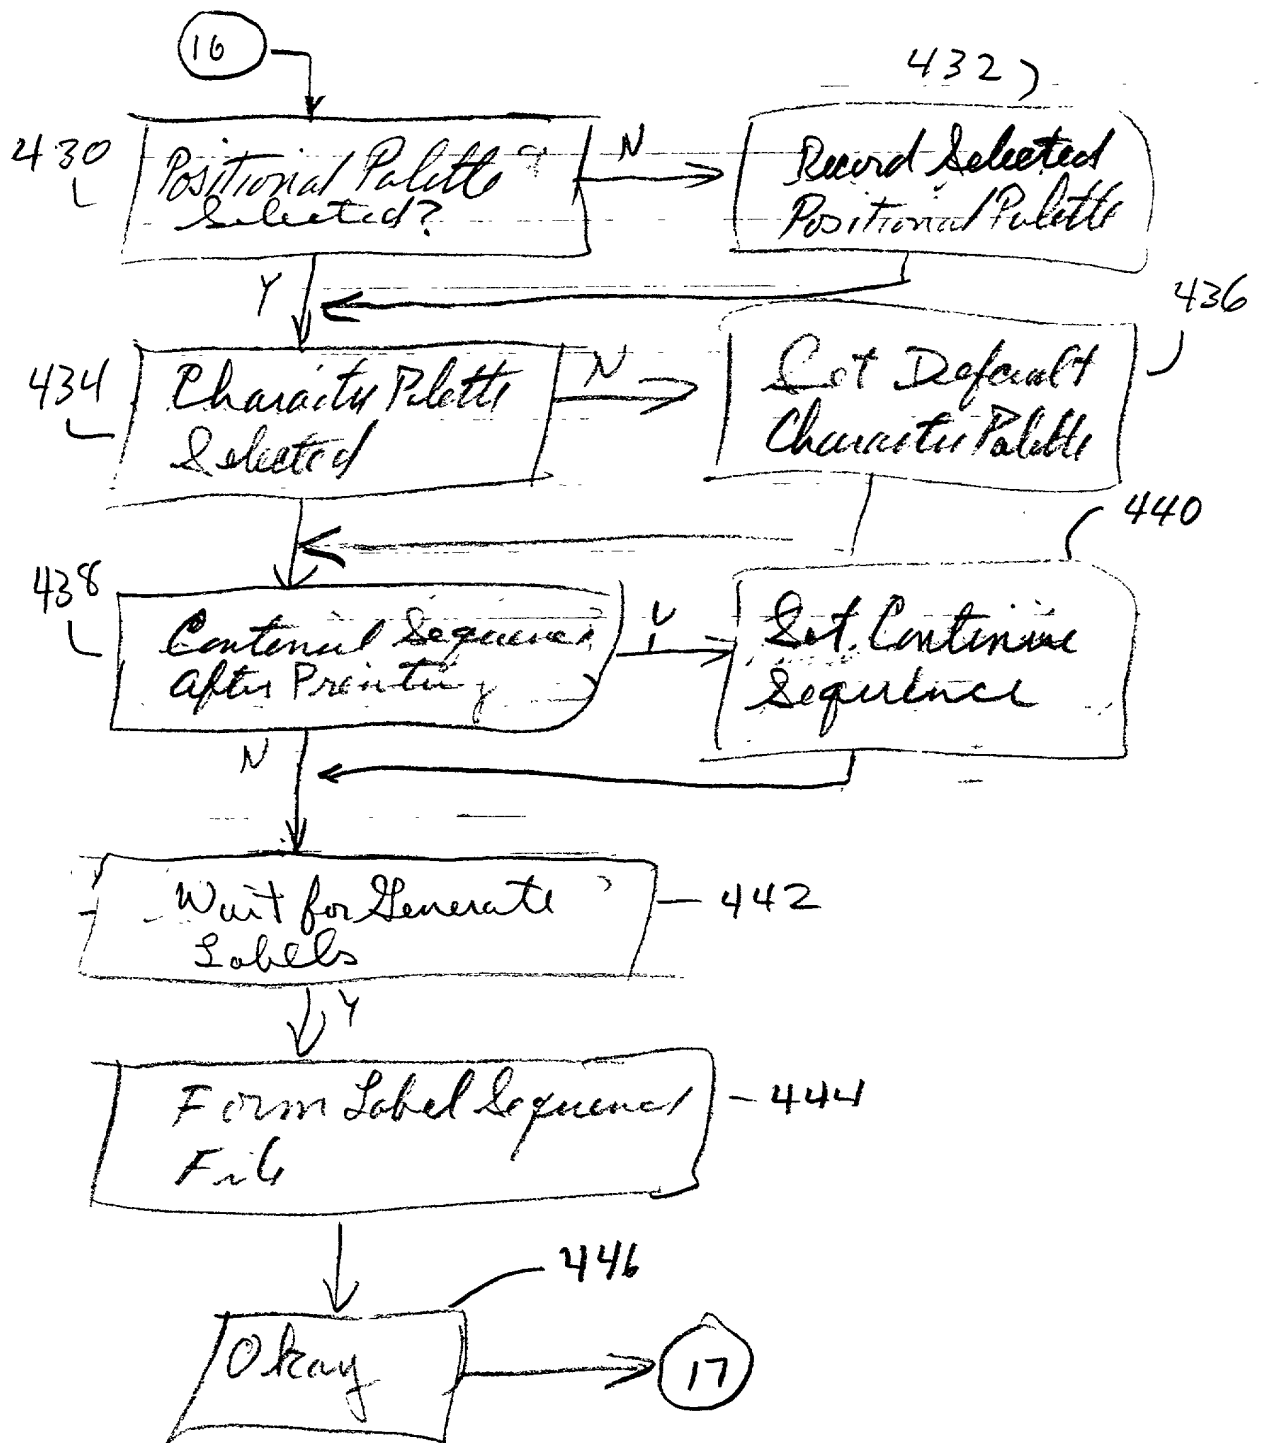 16
432
430
Positional Palette
Selected?
N
Record Selected
Positional Palette
Y
436
434
Character Palette
Selected
N
Set Default
Character Palette
440
438
Sequence
After Printing
Set Continue
Sequence
N
Wait for Generate
Labels
442
Y
Form Label Sequence
File
444
446
Okay
17